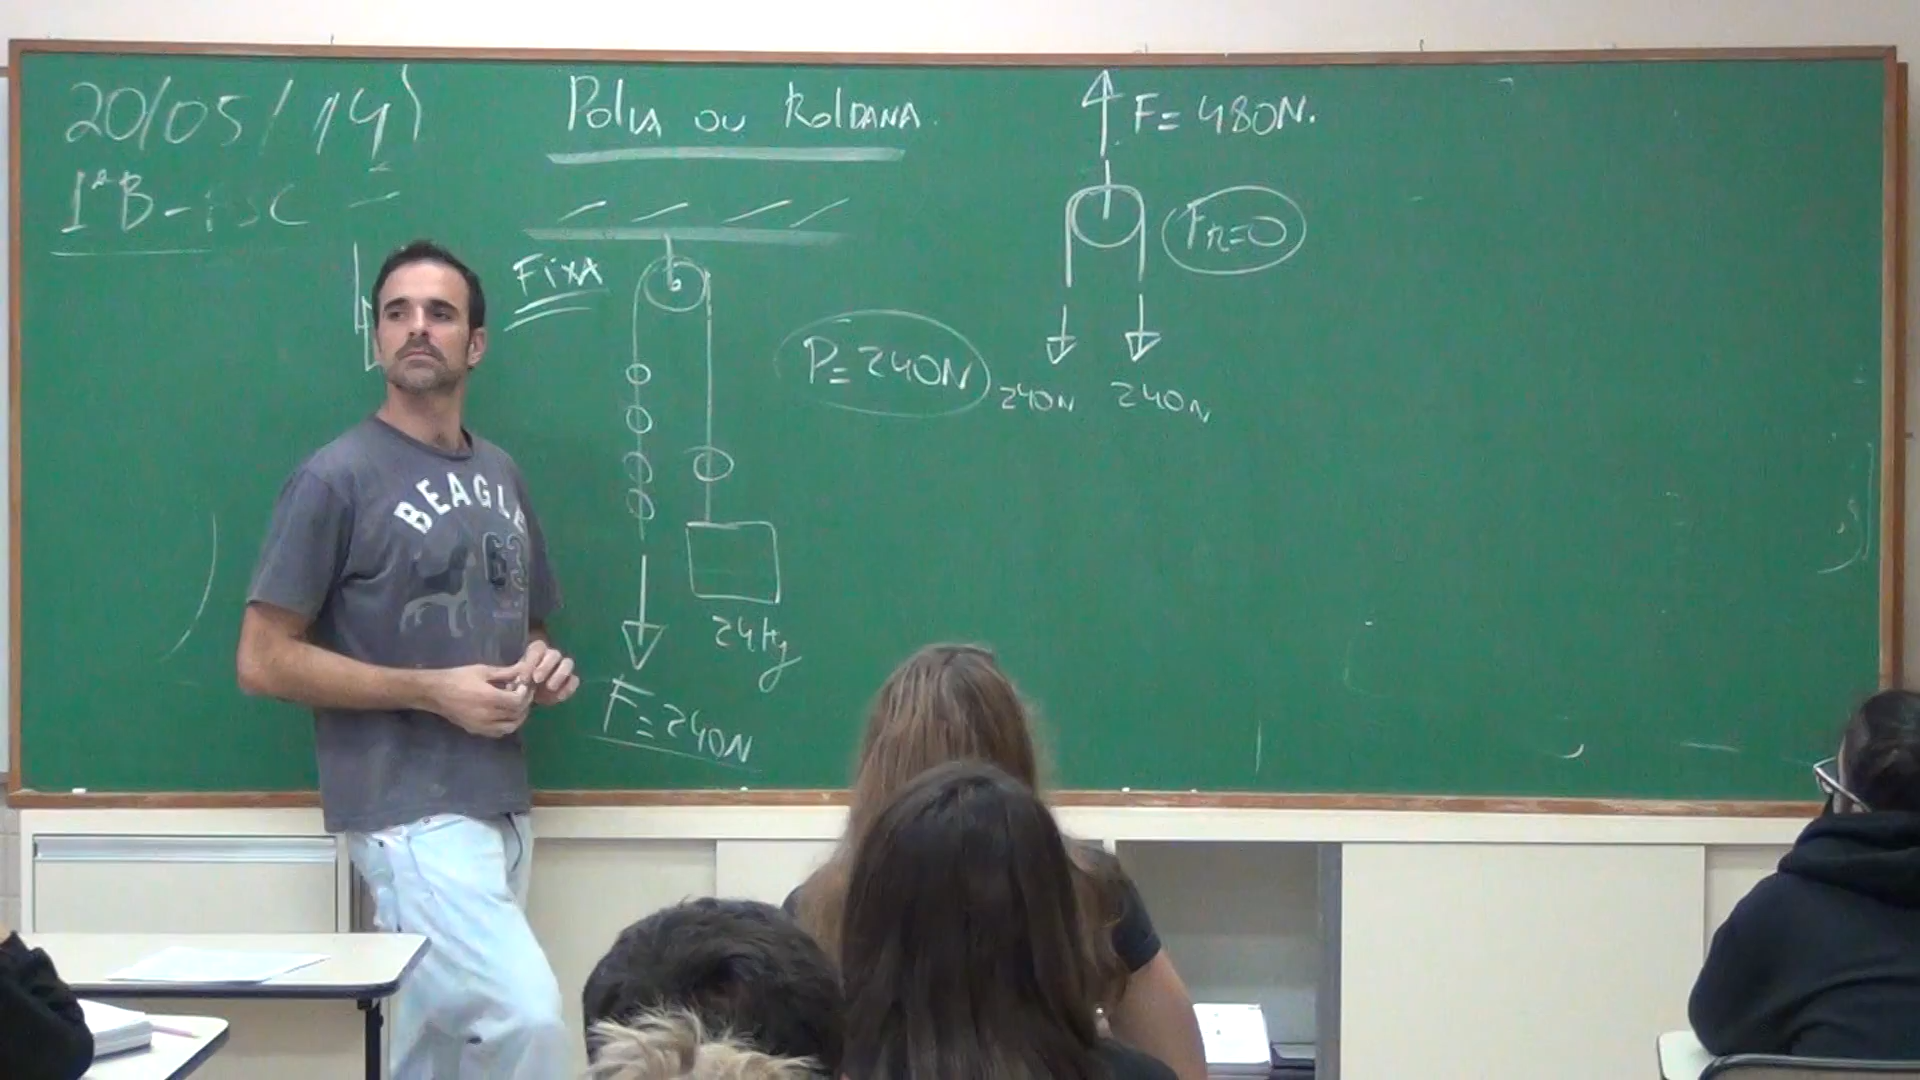 20/05/14
1ªB-
Polia ou Roldana.
Fixa
24Kg
F=240N
P=240N
F=480N.
FR=0
240N
240N
BEAGLE
63